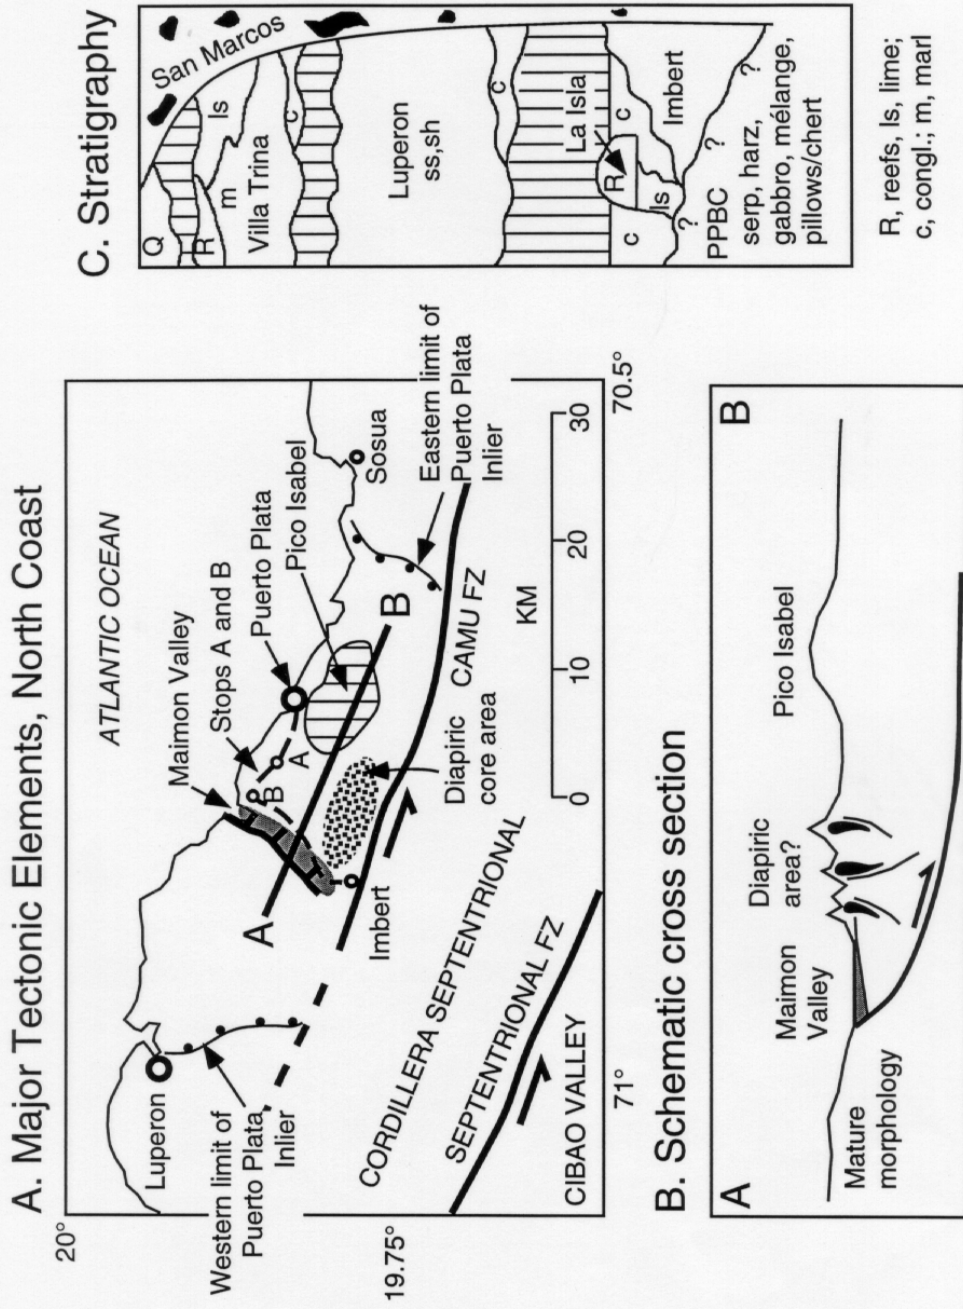 A. Major Tectonic Elements, North Coast
20°
19.75°
71°
70.5°
ATLANTIC OCEAN
Luperon
Western limit of
Puerto Plata
Inlier
Maimon Valley
Stops A and B
Puerto Plata
Pico Isabel
Sosua
Eastern limit of
Puerto Plata
Inlier
A
B
B
A
Imbert
Diapiric
core area
CAMU FZ
CORDILLERA SEPTENTRIONAL
SEPTENTRIONAL FZ
CIBAO VALLEY
0
10
20
30
KM
B. Schematic cross section
A
B
Maimon
Valley
Diapiric
area?
Pico Isabel
Mature
morphology
C. Stratigraphy
San Marcos
Q
R
m
ls
Villa Trina
c
Luperon
ss,sh
c
La Isla
R
c
c
ls
Imbert
?
?
?
PPBC
serp, harz,
gabbro, mélange,
pillows/chert
R, reefs, ls, lime;
c, congl.; m, marl